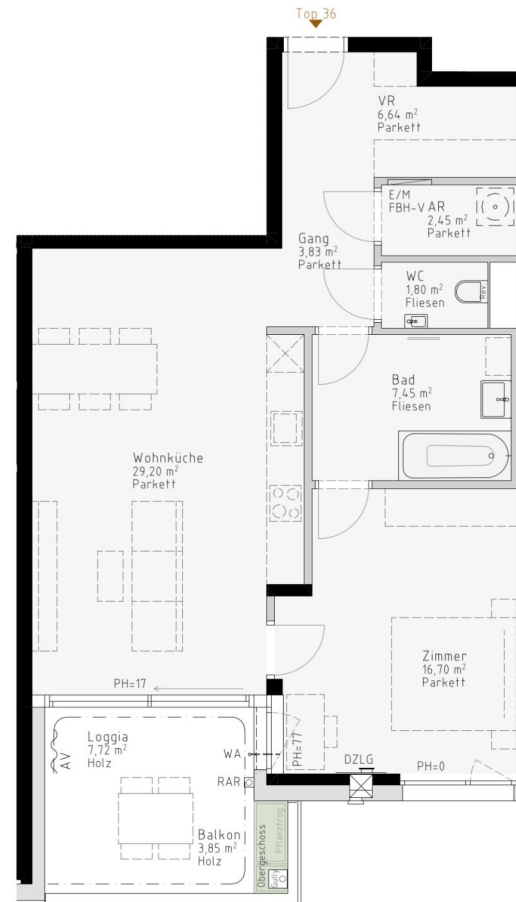 Top 36
VR
6,64 m²
Parkett
E/M
FBH-V AR
2,45 m²
Parkett
Gang
3,83 m²
Parkett
WC
1,80 m²
Fliesen
Rev.
Bad
7,45 m²
Fliesen
Wohnküche
29,20 m²
Parkett
Zimmer
16,70 m²
Parkett
PH=17
PH=77
DZLG
PH=0
Loggia
7,72 m²
Holz
AV
WA
RAR
Balkon
3,85 m²
Holz
Obergeschoss
Pflanztrog
Gully